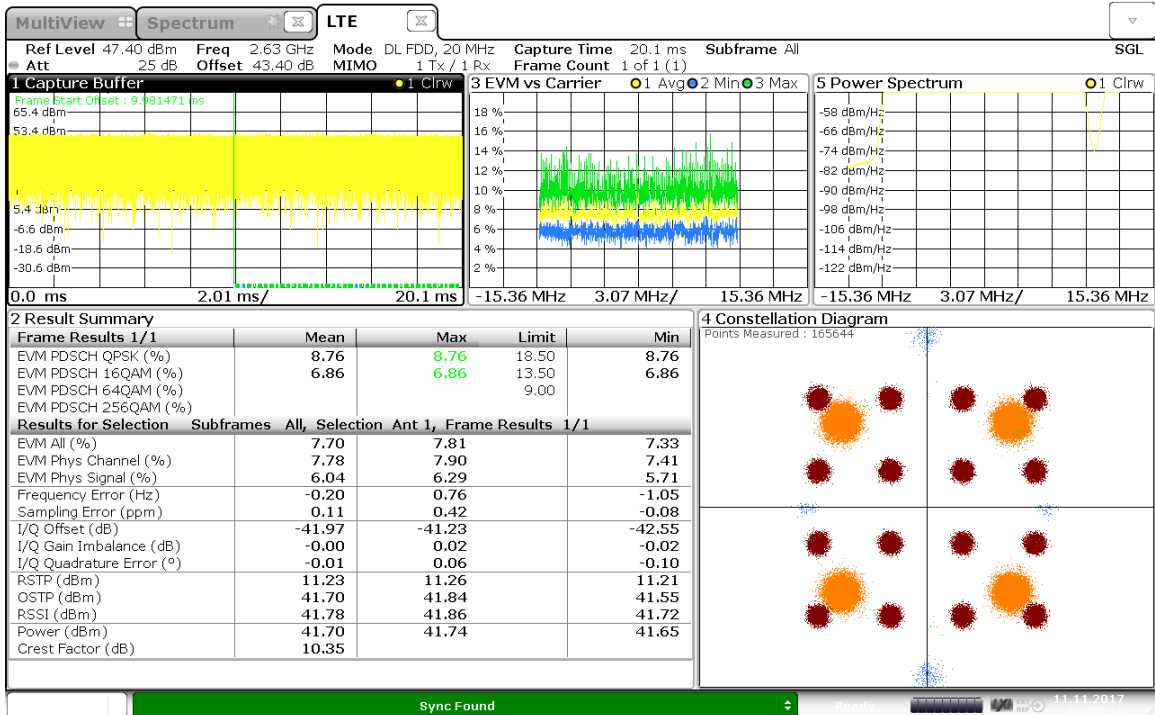 MultiView Spectrum LTE
Ref Level 47.40 dBm Freq 2.63 GHz Mode DL FDD, 20 MHz Capture Time 20.1 ms Subframe All SGL
Att 25 dB Offset 43.40 dB MIMO 1 Tx / 1 Rx Frame Count 1 of 1 (1)
1 Capture Buffer 1 Clrw
Frame Start Offset : 9.981471 ms
65.4 dBm
53.4 dBm
5.4 dBm
-6.6 dBm
-18.6 dBm
-30.6 dBm
0.0 ms 2.01 ms/ 20.1 ms
3 EVM vs Carrier 1 Avg 2 Min 3 Max
18 %
16 %
14 %
12 %
10 %
8 %
6 %
4 %
2 %
-15.36 MHz 3.07 MHz/ 15.36 MHz
5 Power Spectrum 1 Clrw
-58 dBm/Hz
-66 dBm/Hz
-74 dBm/Hz
-82 dBm/Hz
-90 dBm/Hz
-98 dBm/Hz
-106 dBm/Hz
-114 dBm/Hz
-122 dBm/Hz
-15.36 MHz 3.07 MHz/ 15.36 MHz
2 Result Summary
Frame Results 1/1 Mean Max Limit Min
EVM PDSCH QPSK (%) 8.76 8.76 18.50 8.76
EVM PDSCH 16QAM (%) 6.86 6.86 13.50 6.86
EVM PDSCH 64QAM (%) 9.00
EVM PDSCH 256QAM (%)
Results for Selection Subframes All, Selection Ant 1, Frame Results 1/1
EVM All (%) 7.70 7.81 7.33
EVM Phys Channel (%) 7.78 7.90 7.41
EVM Phys Signal (%) 6.04 6.29 5.71
Frequency Error (Hz) -0.20 0.76 -1.05
Sampling Error (ppm) 0.11 0.42 -0.08
I/Q Offset (dB) -41.97 -41.23 -42.55
I/Q Gain Imbalance (dB) -0.00 0.02 -0.02
I/Q Quadrature Error (º) -0.01 0.06 -0.10
RSTP (dBm) 11.23 11.26 11.21
OSTP (dBm) 41.70 41.84 41.55
RSSI (dBm) 41.78 41.86 41.72
Power (dBm) 41.70 41.74 41.65
Crest Factor (dB) 10.35
4 Constellation Diagram
Points Measured : 165644
Sync Found Ready LXI 11.11.2017